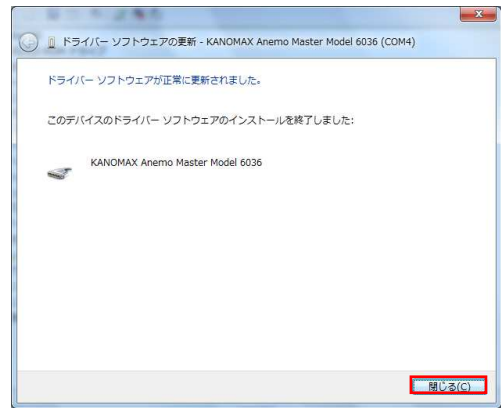 ドライバー ソフトウェアの更新 - KANOMAX Anemo Master Model 6036 (COM4)
ドライバー ソフトウェアが正常に更新されました。
このデバイスのドライバー ソフトウェアのインストールを終了しました:
KANOMAX Anemo Master Model 6036
閉じる(C)